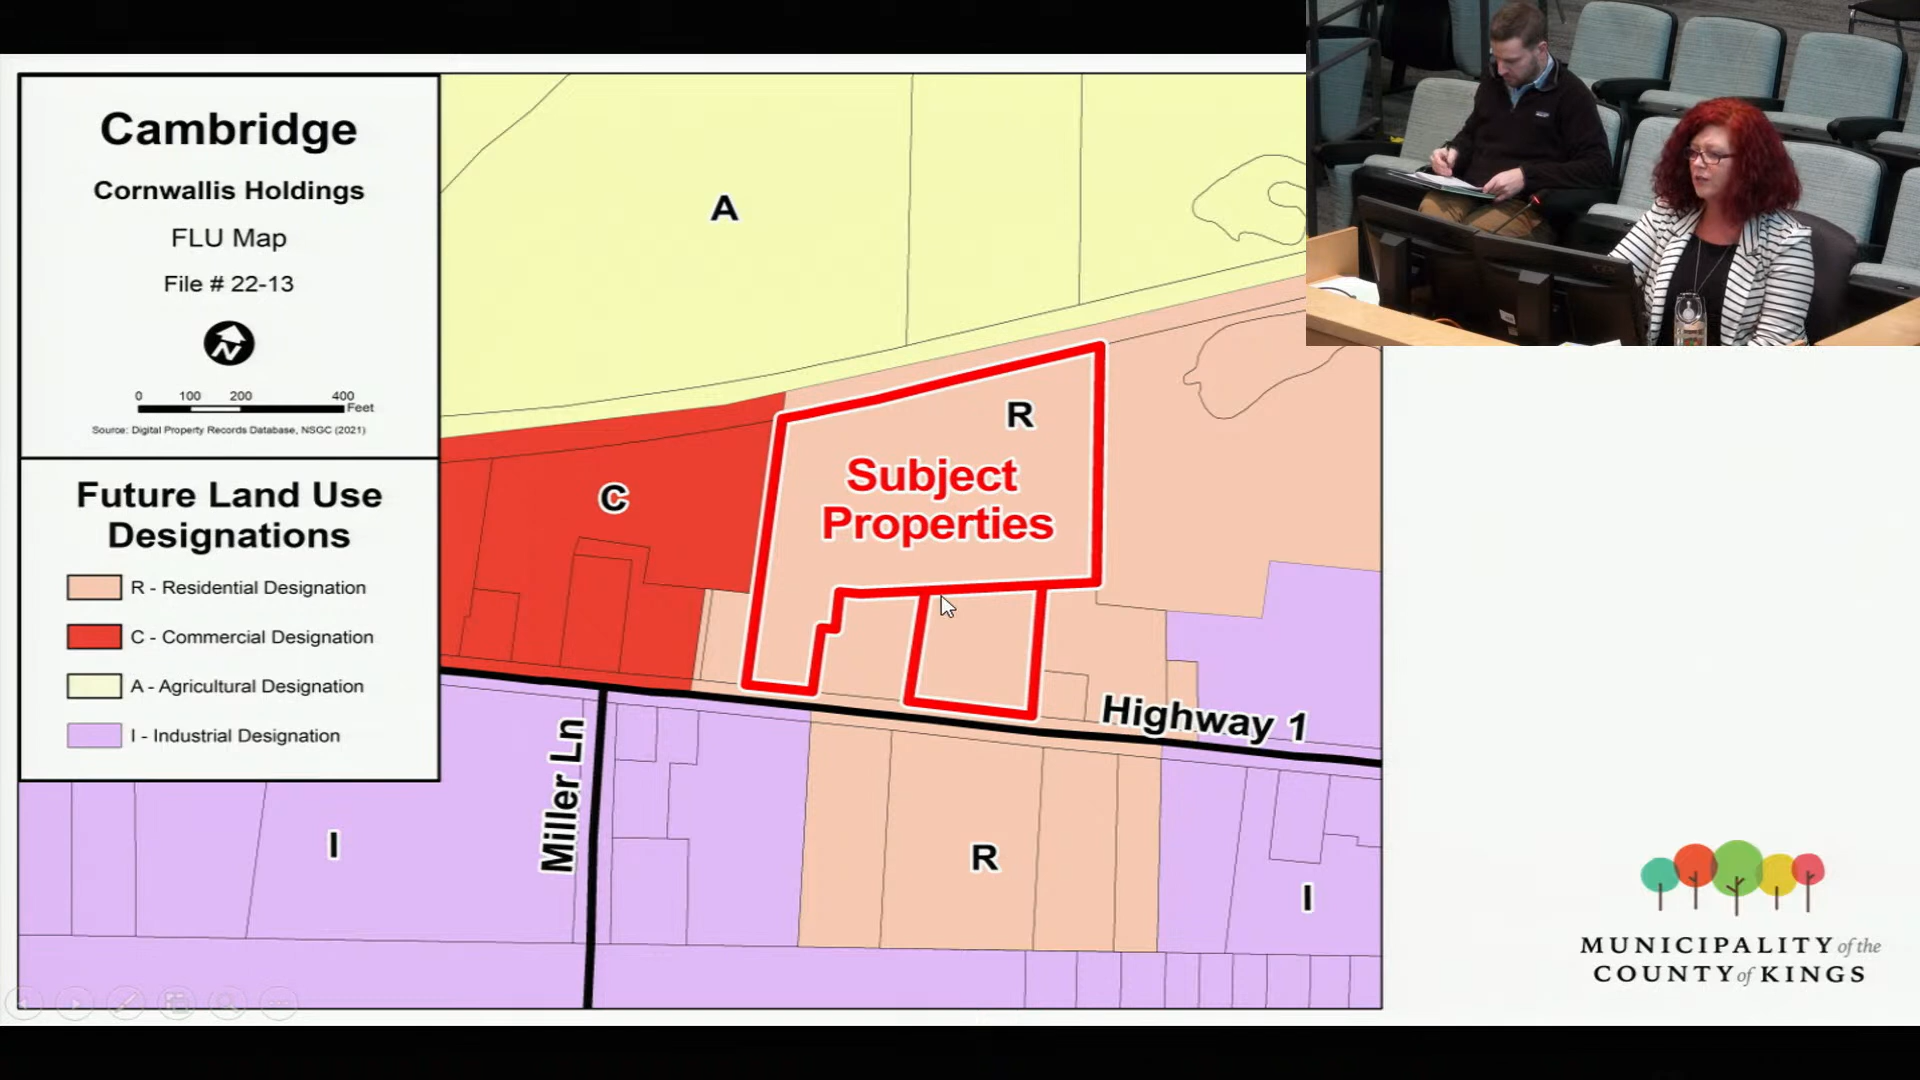 Cambridge
Cornwallis Holdings
FLU Map
File # 22-13
N
0 100 200 400
Feet
Source: Digital Property Records Database, NSGC (2021)
Future Land Use
Designations
R - Residential Designation
C - Commercial Designation
A - Agricultural Designation
I - Industrial Designation
A
R
Subject
Properties
C
Highway 1
Miller Ln
I
R
I
MUNICIPALITY of the
COUNTY of KINGS